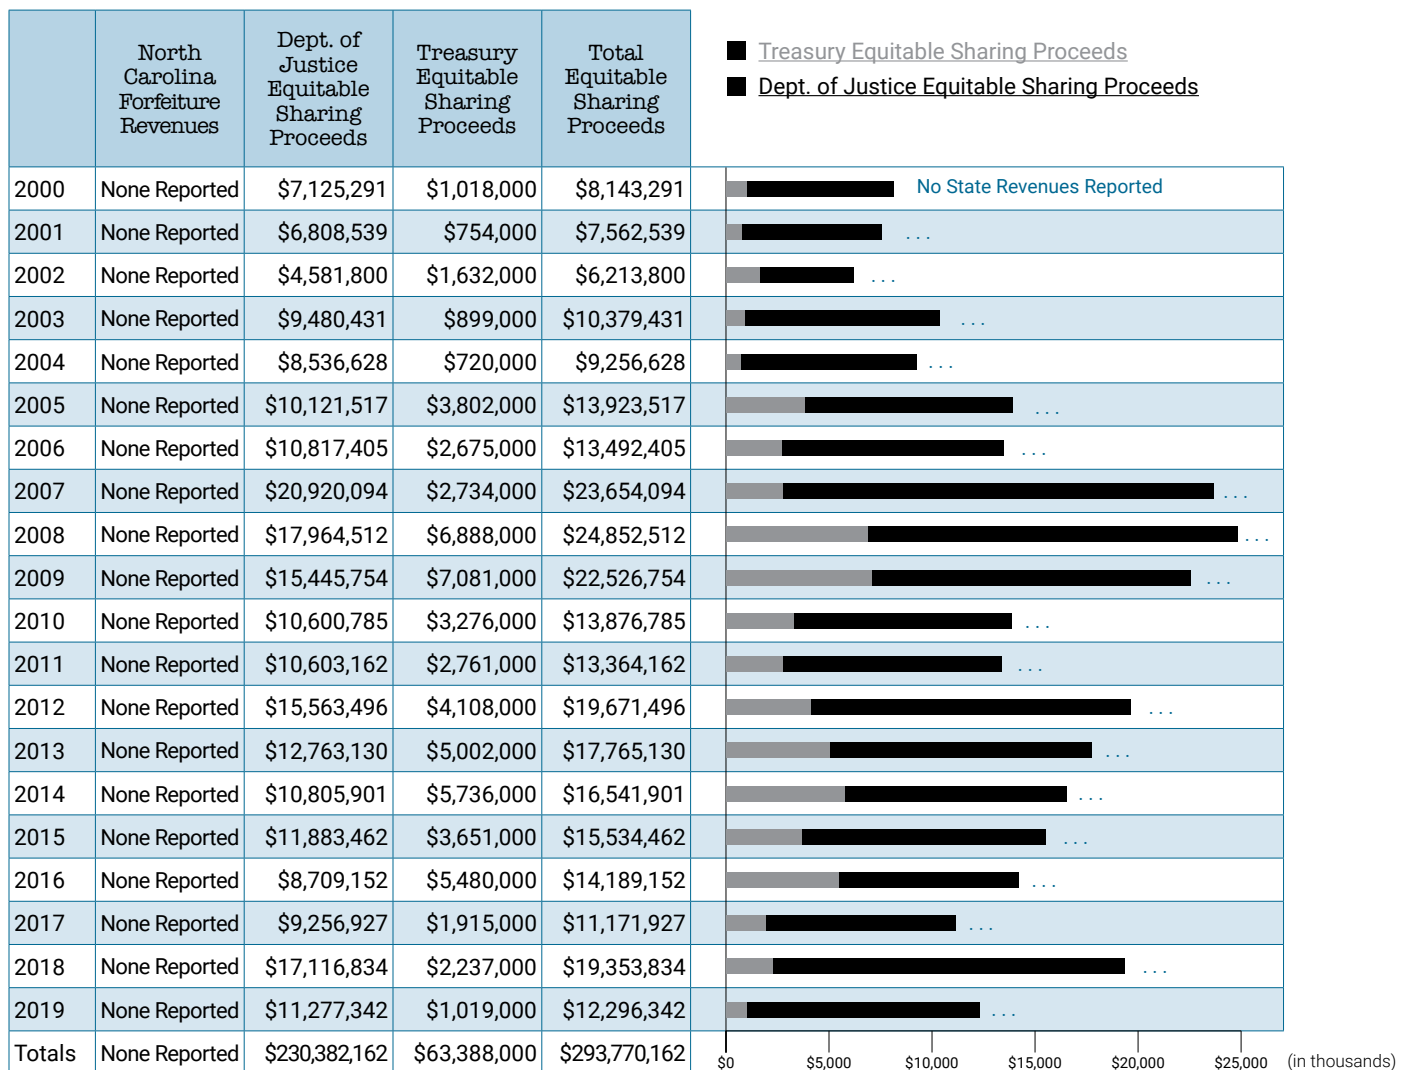 North Carolina Forfeiture Revenues
Dept. of Justice Equitable Sharing Proceeds
Treasury Equitable Sharing Proceeds
Total Equitable Sharing Proceeds
Treasury Equitable Sharing Proceeds
Dept. of Justice Equitable Sharing Proceeds
2000 None Reported $7,125,291 $1,018,000 $8,143,291 No State Revenues Reported
2001 None Reported $6,808,539 $754,000 $7,562,539 ...
2002 None Reported $4,581,800 $1,632,000 $6,213,800 ...
2003 None Reported $9,480,431 $899,000 $10,379,431 ...
2004 None Reported $8,536,628 $720,000 $9,256,628 ...
2005 None Reported $10,121,517 $3,802,000 $13,923,517 ...
2006 None Reported $10,817,405 $2,675,000 $13,492,405 ...
2007 None Reported $20,920,094 $2,734,000 $23,654,094 ...
2008 None Reported $17,964,512 $6,888,000 $24,852,512 ...
2009 None Reported $15,445,754 $7,081,000 $22,526,754 ...
2010 None Reported $10,600,785 $3,276,000 $13,876,785 ...
2011 None Reported $10,603,162 $2,761,000 $13,364,162 ...
2012 None Reported $15,563,496 $4,108,000 $19,671,496 ...
2013 None Reported $12,763,130 $5,002,000 $17,765,130 ...
2014 None Reported $10,805,901 $5,736,000 $16,541,901 ...
2015 None Reported $11,883,462 $3,651,000 $15,534,462 ...
2016 None Reported $8,709,152 $5,480,000 $14,189,152 ...
2017 None Reported $9,256,927 $1,915,000 $11,171,927 ...
2018 None Reported $17,116,834 $2,237,000 $19,353,834 ...
2019 None Reported $11,277,342 $1,019,000 $12,296,342 ...
Totals None Reported $230,382,162 $63,388,000 $293,770,162
$0 $5,000 $10,000 $15,000 $20,000 $25,000 (in thousands)